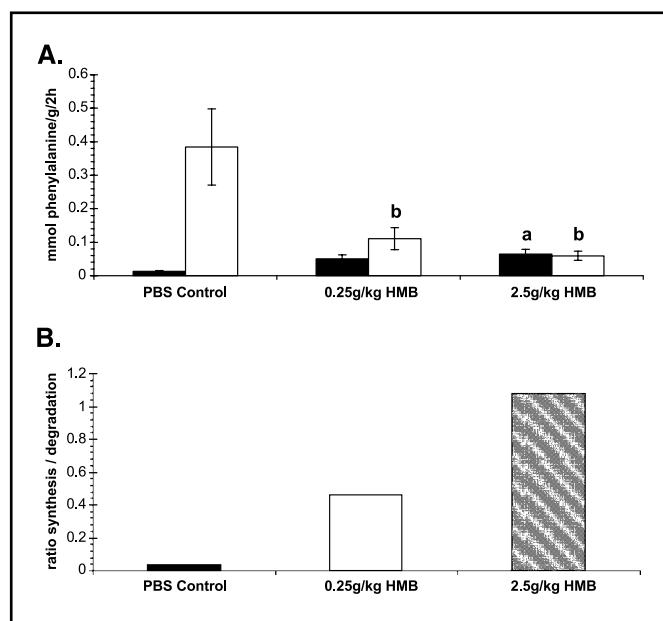 A.
mmol phenylalanine/g/2h
0.6
0.5
0.4
0.3
0.2
0.1
0
b
a
b
PBS Control
0.25g/kg HMB
2.5g/kg HMB
B.
ratio synthesis / degradation
1.2
1
0.8
0.6
0.4
0.2
0
PBS Control
0.25g/kg HMB
2.5g/kg HMB